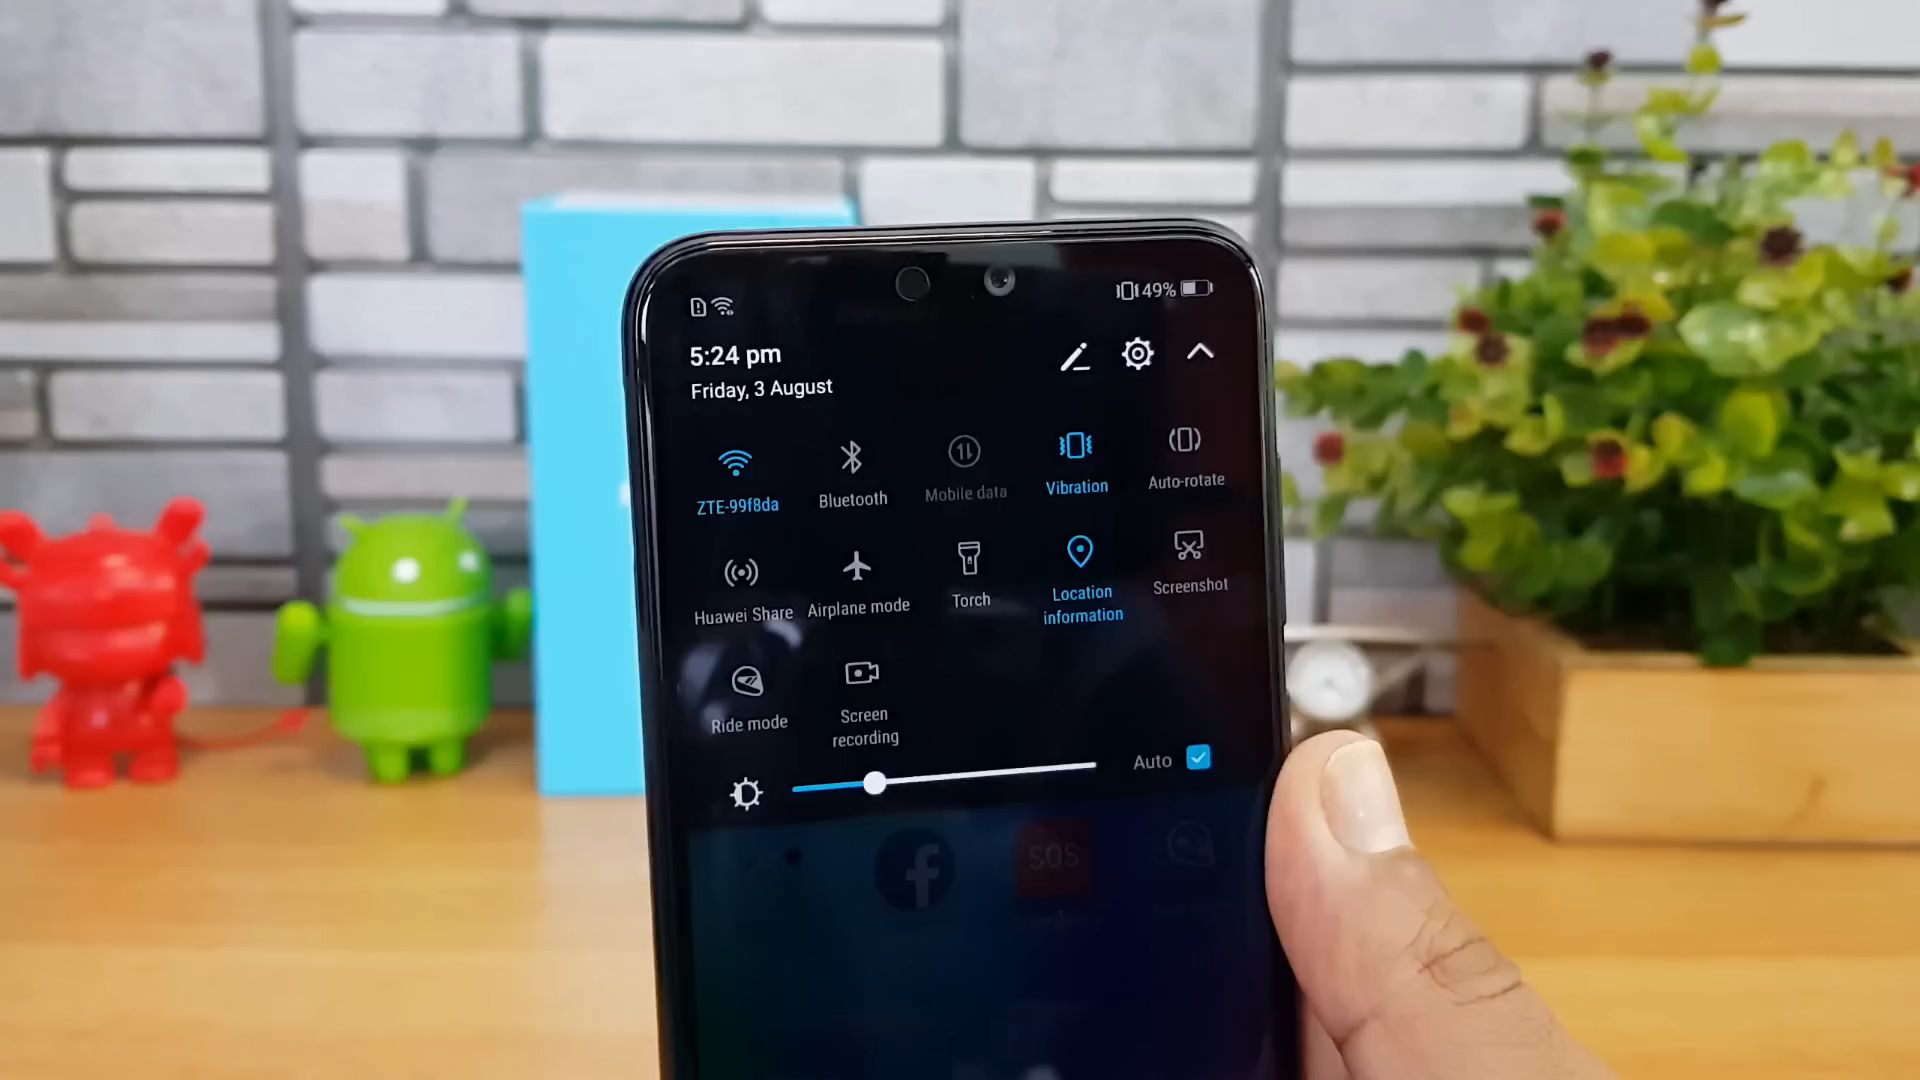 49%
5:24 pm
Friday, 3 August
ZTE-99f8da
Bluetooth
Mobile data
Vibration
Auto-rotate
Huawei Share
Airplane mode
Torch
Location
information
Screenshot
Ride mode
Screen
recording
Auto
SOS